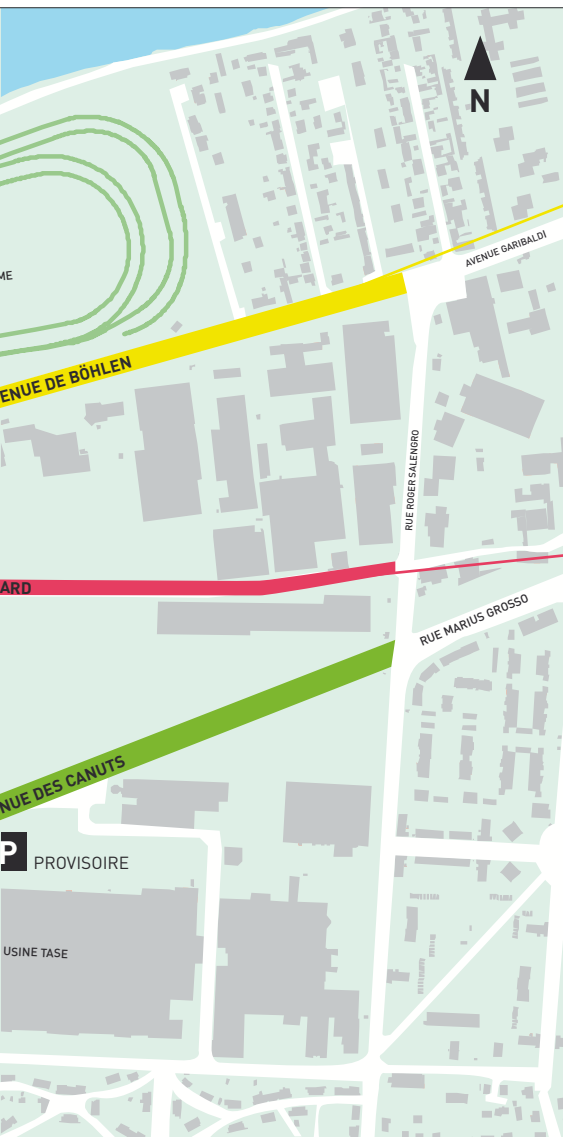 N
AVENUE GARIBALDI
ME
ENUE DE BÖHLEN
RUE ROGER SALENGRO
ARD
RUE MARIUS GROSSO
NUE DES CANUTS
P PROVISOIRE
USINE TASE